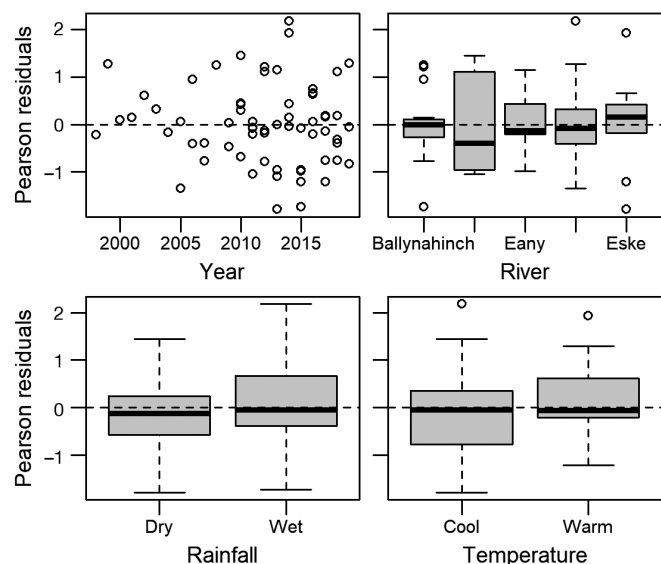 Pearson residuals
2
1
0
−1
2000 2005 2010 2015
Year
Ballynahinch Eany Eske
River
Pearson residuals
2
1
0
−1
Dry Wet
Rainfall
Cool Warm
Temperature